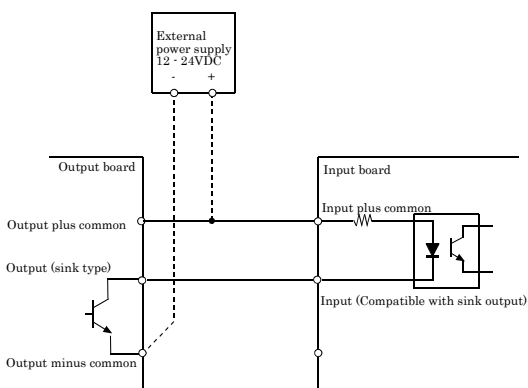 External
power supply
12 - 24VDC
- +
Output board
Input board
Input plus common
Output plus common
Output (sink type)
Input (Compatible with sink output)
Output minus common